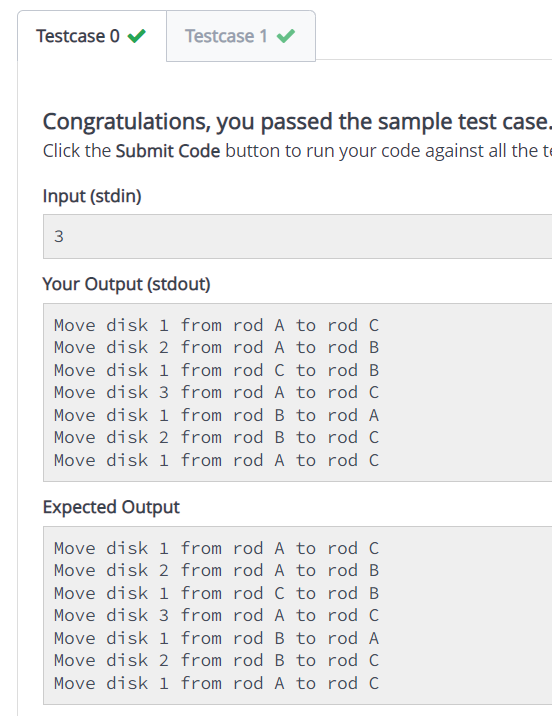 Testcase 0
Testcase 1
Congratulations, you passed the sample test case.
Click the Submit Code button to run your code against all the
Input (stdin)
3
Your Output (stdout)
Move disk 1 from rod A to rod C
Move disk 2 from rod A to rod B
Move disk 1 from rod C to rod B
Move disk 3 from rod A to rod C
Move disk 1 from rod B to rod A
Move disk 2 from rod B to rod C
Move disk 1 from rod A to rod C
Expected Output
Move disk 1 from rod A to rod C
Move disk 2 from rod A to rod B
Move disk 1 from rod C to rod B
Move disk 3 from rod A to rod C
Move disk 1 from rod B to rod A
Move disk 2 from rod B to rod C
Move disk 1 from rod A to rod C